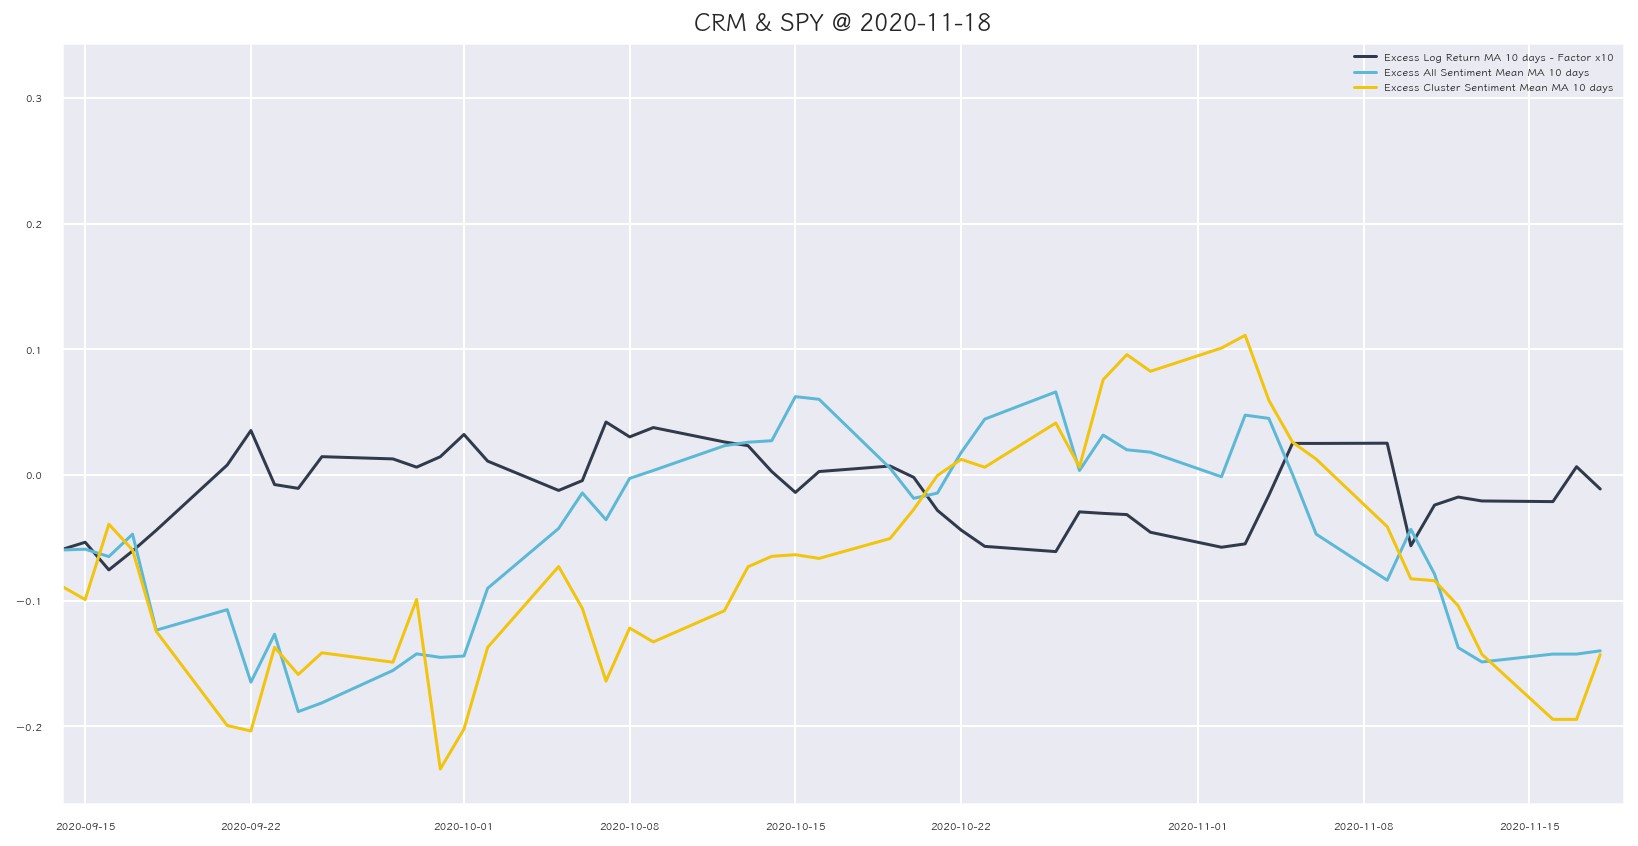 CRM & SPY @ 2020-11-18
Excess Log Return MA 10 days - Factor x10
Excess All Sentiment Mean MA 10 days
Excess Cluster Sentiment Mean MA 10 days
0.3
0.2
0.1
0.0
−0.1
−0.2
2020-09-15 2020-09-22 2020-10-01 2020-10-08 2020-10-15 2020-10-22 2020-11-01 2020-11-08 2020-11-15